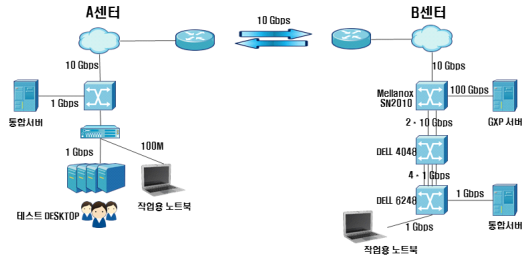 A센터
10 Gbps
B센터
10 Gbps
10 Gbps
1 Gbps
통합서버
Mellanox
SN2010
100 Gbps
GXP 서버
2 * 10 Gbps
1 Gbps
100M
DELL 4048
4 * 1 Gbps
테스트 DESKTOP
작업용 노트북
DELL 6248
1 Gbps
통합서버
1 Gbps
작업용 노트북